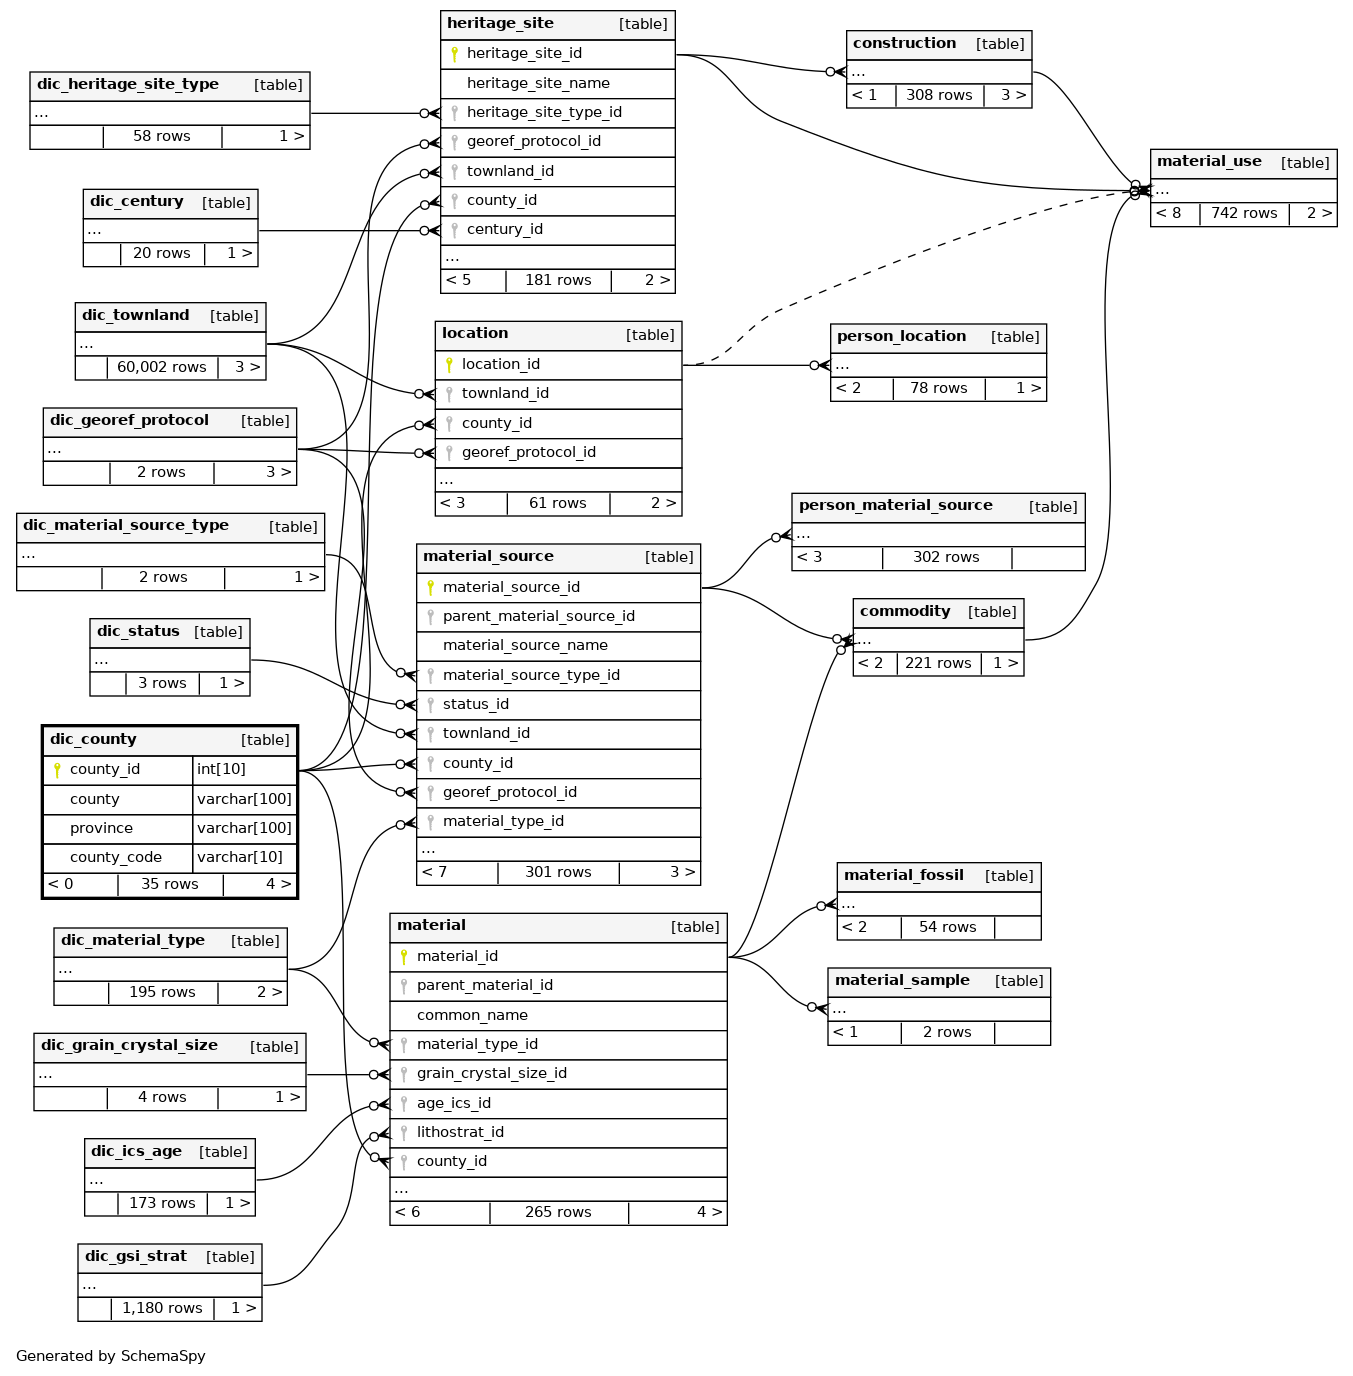 heritage_site [table]
heritage_site_id
heritage_site_name
heritage_site_type_id
georef_protocol_id
townland_id
county_id
century_id
...
< 5 181 rows 2 >
construction [table]
...
< 1 308 rows 3 >
dic_heritage_site_type [table]
...
58 rows 1 >
material_use [table]
...
< 8 742 rows 2 >
dic_century [table]
...
20 rows 1 >
dic_townland [table]
...
60,002 rows 3 >
location [table]
location_id
townland_id
county_id
georef_protocol_id
...
< 3 61 rows 2 >
person_location [table]
...
< 2 78 rows 1 >
dic_georef_protocol [table]
...
2 rows 3 >
person_material_source [table]
...
< 3 302 rows
dic_material_source_type [table]
...
2 rows 1 >
material_source [table]
material_source_id
parent_material_source_id
material_source_name
material_source_type_id
status_id
townland_id
county_id
georef_protocol_id
material_type_id
...
< 7 301 rows 3 >
commodity [table]
...
< 2 221 rows 1 >
dic_status [table]
...
3 rows 1 >
dic_county [table]
county_id int[10]
county varchar[100]
province varchar[100]
county_code varchar[10]
< 0 35 rows 4 >
material_fossil [table]
...
< 2 54 rows
material [table]
material_id
parent_material_id
common_name
material_type_id
grain_crystal_size_id
age_ics_id
lithostrat_id
county_id
...
< 6 265 rows 4 >
dic_material_type [table]
...
195 rows 2 >
material_sample [table]
...
< 1 2 rows
dic_grain_crystal_size [table]
...
4 rows 1 >
dic_ics_age [table]
...
173 rows 1 >
dic_gsi_strat [table]
...
1,180 rows 1 >
Generated by SchemaSpy